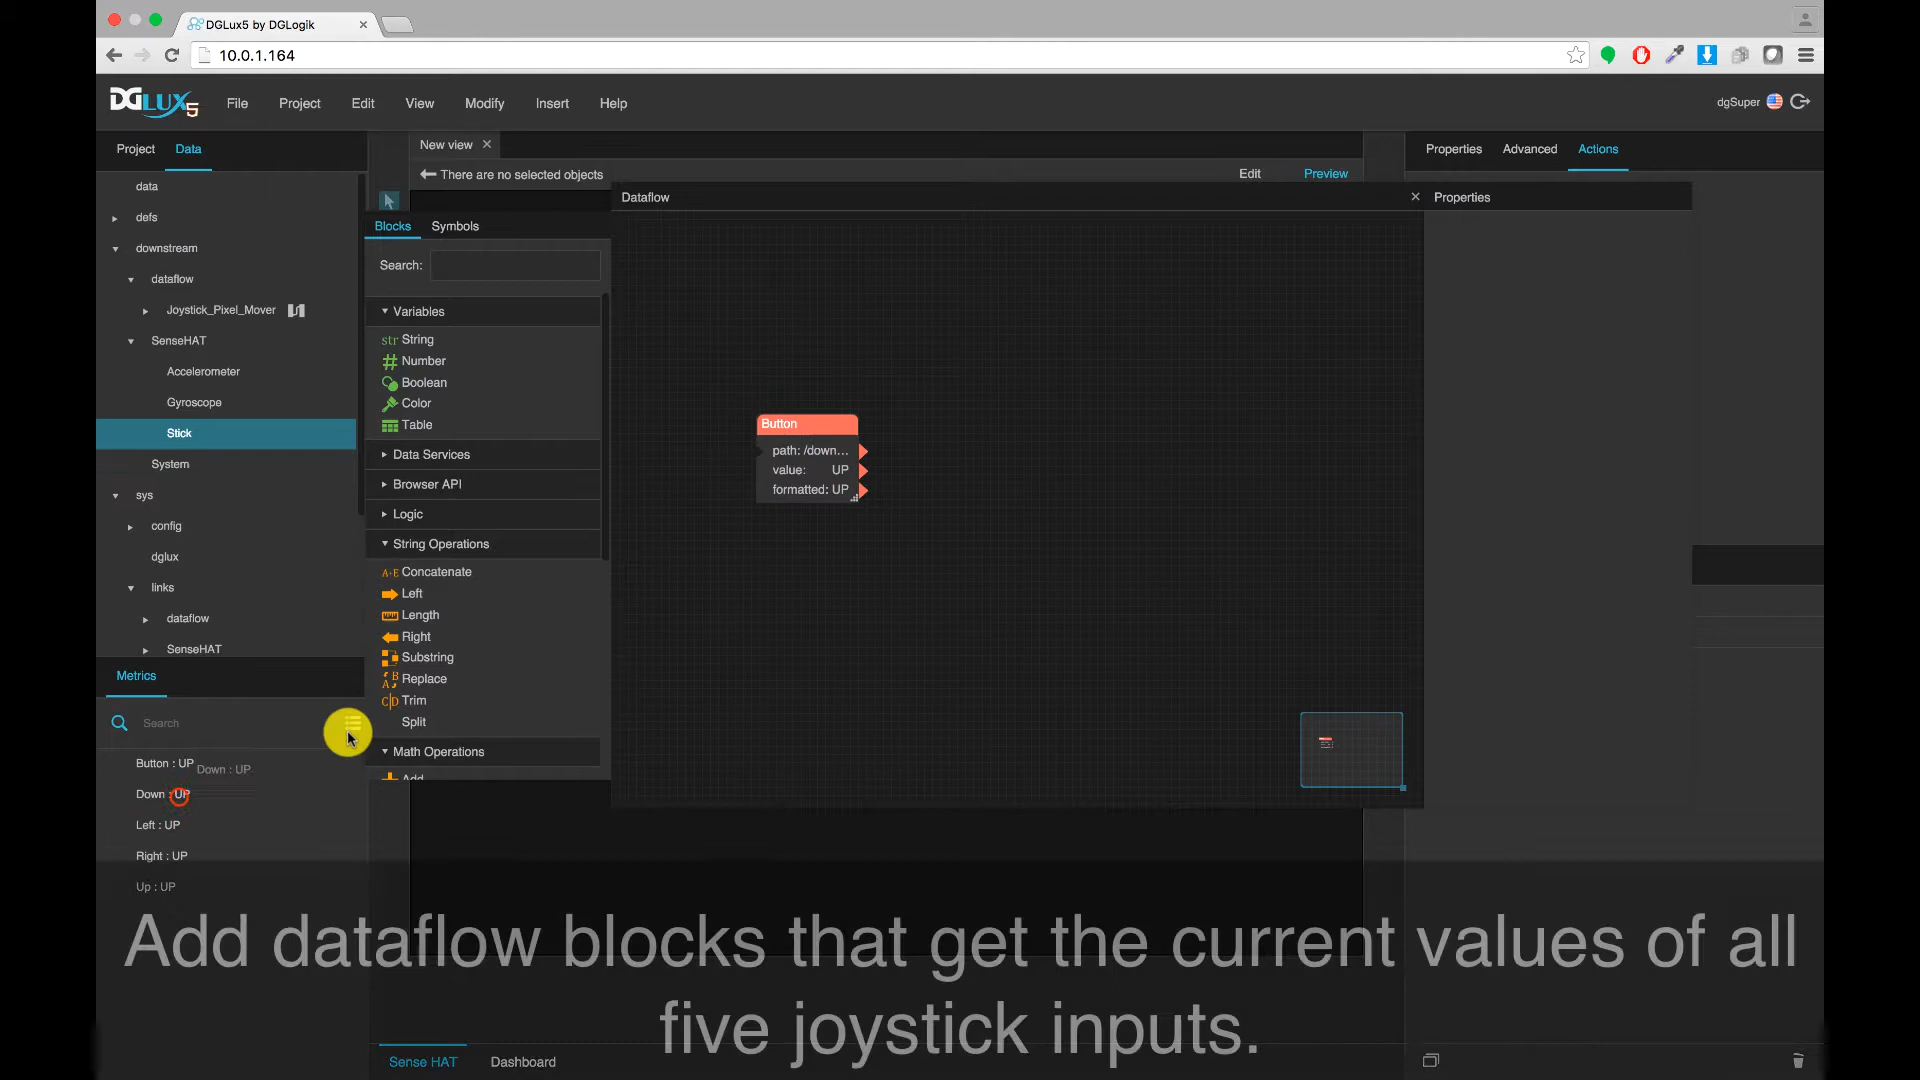 DGLux5 by DGLogik
10.0.1.164
DGLUX5
File Project Edit View Modify Insert Help
dgSuper
Project Data
New view
There are no selected objects
Edit Preview
Properties Advanced Actions
data
defs
downstream
dataflow
Joystick_Pixel_Mover
SenseHAT
Accelerometer
Gyroscope
Stick
System
sys
config
dglux
links
dataflow
SenseHAT
Metrics
Search
Button : UP
Down : UP
Down : UP
Left : UP
Right : UP
Up : UP
Blocks Symbols
Search:
Variables
str String
Number
Boolean
Color
Table
Data Services
Browser API
Logic
String Operations
A+E Concatenate
Left
Length
Right
Substring
A B Replace
C|D Trim
Split
Math Operations
Add
Dataflow
Button
path: /down...
value: UP
formatted: UP
Properties
Add dataflow blocks that get the current values of all
five joystick inputs.
Sense HAT Dashboard